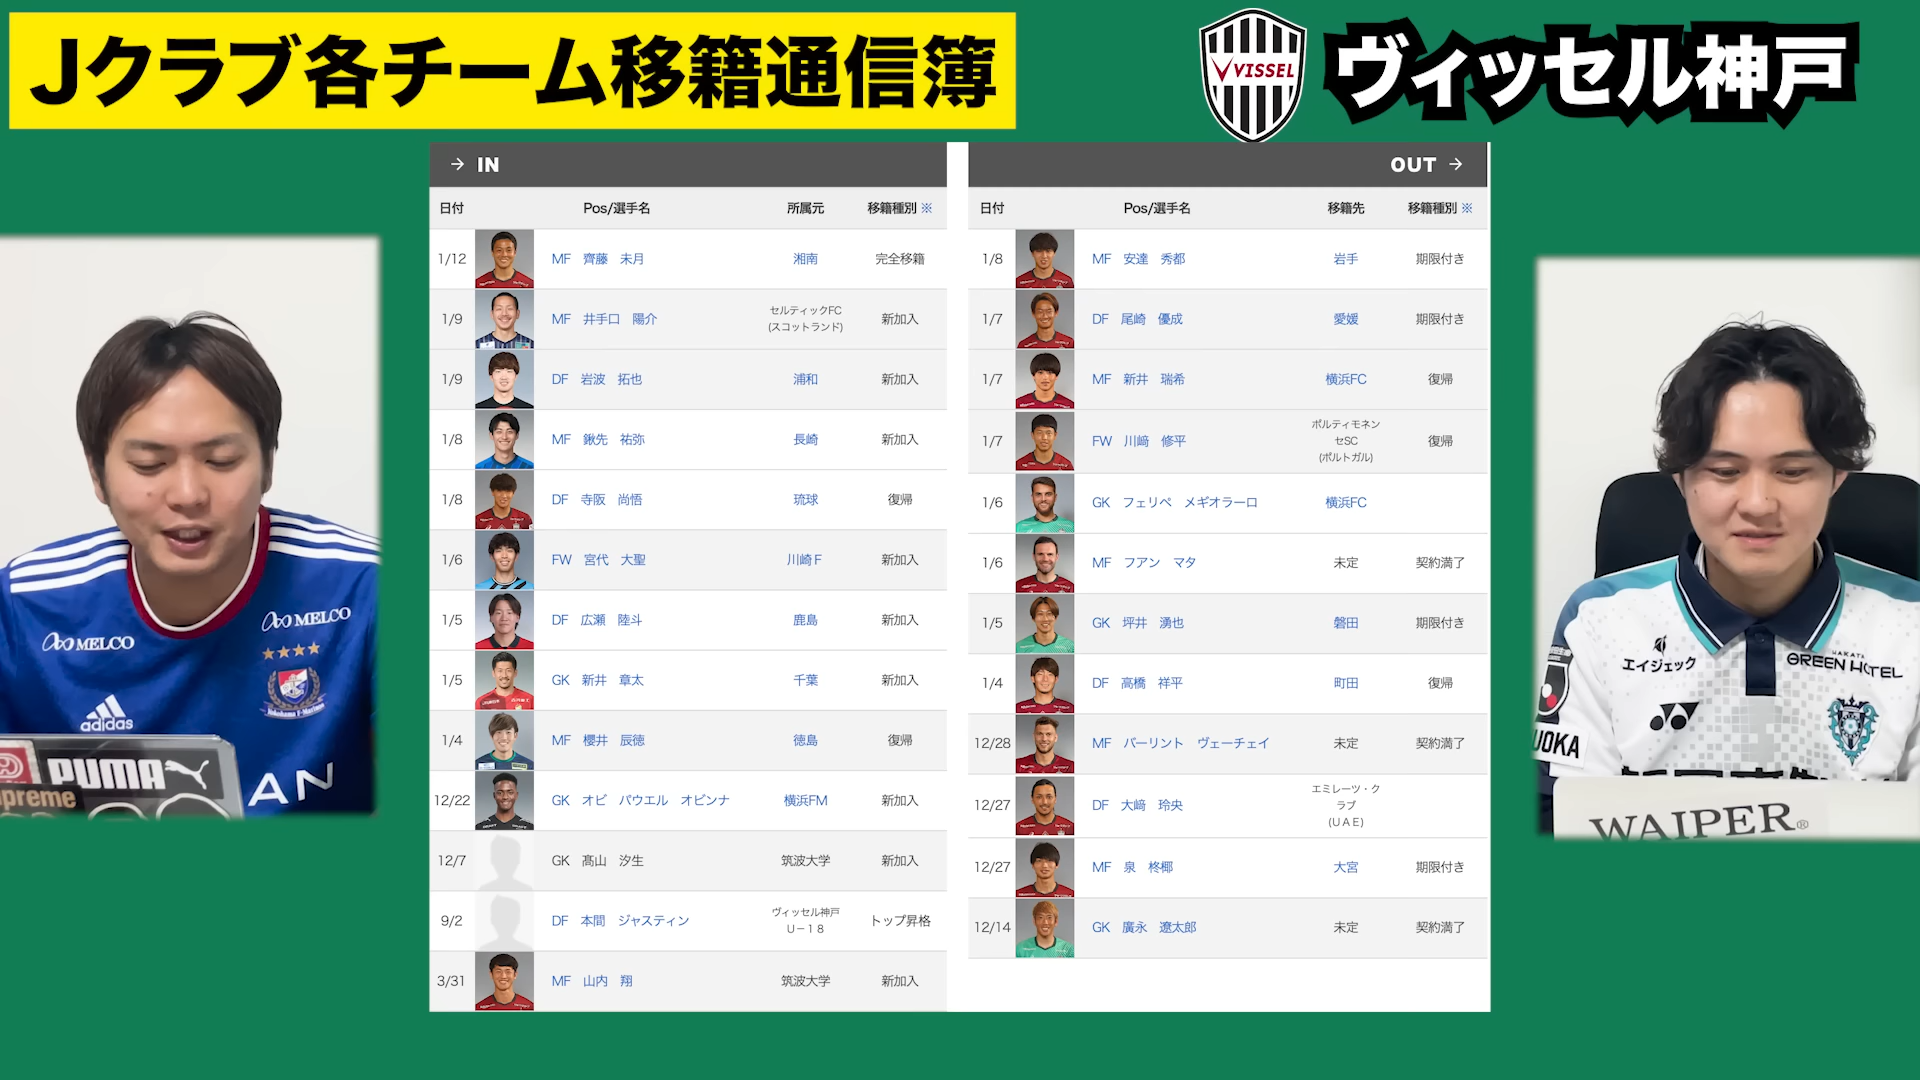 Jクラブ各チーム移籍通信簿
VISSEL
ヴィッセル神戸
→ IN
日付 Pos/選手名 所属元 移籍種別 ※
1/12 MF 齊藤 未月 湘南 完全移籍
1/9 MF 井手口 陽介 セルティックFC (スコットランド) 新加入
1/9 DF 岩波 拓也 浦和 新加入
1/8 MF 鍬先 祐弥 長崎 新加入
1/8 DF 寺阪 尚悟 琉球 復帰
1/6 FW 宮代 大聖 川崎F 新加入
1/5 DF 広瀬 陸斗 鹿島 新加入
1/5 GK 新井 章太 千葉 新加入
1/4 MF 櫻井 辰徳 徳島 復帰
12/22 GK オビ パウエル オビンナ 横浜FM 新加入
12/7 GK 髙山 汐生 筑波大学 新加入
9/2 DF 本間 ジャスティン ヴィッセル神戸 U-18 トップ昇格
3/31 MF 山内 翔 筑波大学 新加入
OUT →
日付 Pos/選手名 移籍先 移籍種別 ※
1/8 MF 安達 秀都 岩手 期限付き
1/7 DF 尾崎 優成 愛媛 期限付き
1/7 MF 新井 瑞希 横浜FC 復帰
1/7 FW 川﨑 修平 ポルティモネンセSC (ポルトガル) 復帰
1/6 GK フェリペ メギオラーロ 横浜FC
1/6 MF フアン マタ 未定 契約満了
1/5 GK 坪井 湧也 磐田 期限付き
1/4 DF 高橋 祥平 町田 復帰
12/28 MF バーリント ヴェーチェイ 未定 契約満了
12/27 DF 大﨑 玲央 エミレーツ・クラブ (UAE) 契約満了
12/27 MF 泉 柊椰 大宮 期限付き
12/14 GK 廣永 遼太郎 未定 契約満了
MELCO
MELCO
adidas
Yokohama F・Marinos
PUMA
preme
AN
エイジェック
HAKATA
GREEN HOTEL
UOKA
WAIPER®